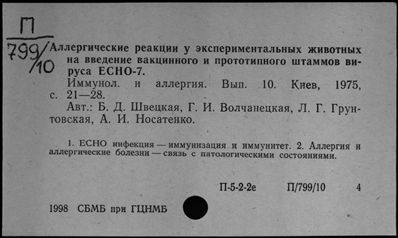 П
799/10
Аллергические реакции у экспериментальных животных
на введение вакцинного и прототипного штаммов ви-
руса ECHO-7.
Иммунол. и аллергия. Вып. 10. Киев, 1975,
с. 21—28.
Авт.: Б. Д. Швецкая, Г. И. Волчанецкая, Л. Г. Грун-
товская, А. И. Носатенко.
1. ECHO инфекция — иммунизация и иммунитет. 2. Аллергия и
аллергические болезни — связь с патологическими состояниями.
П-5-2-2е П/799/10 4
1998 СБМБ при ГЦНМБ